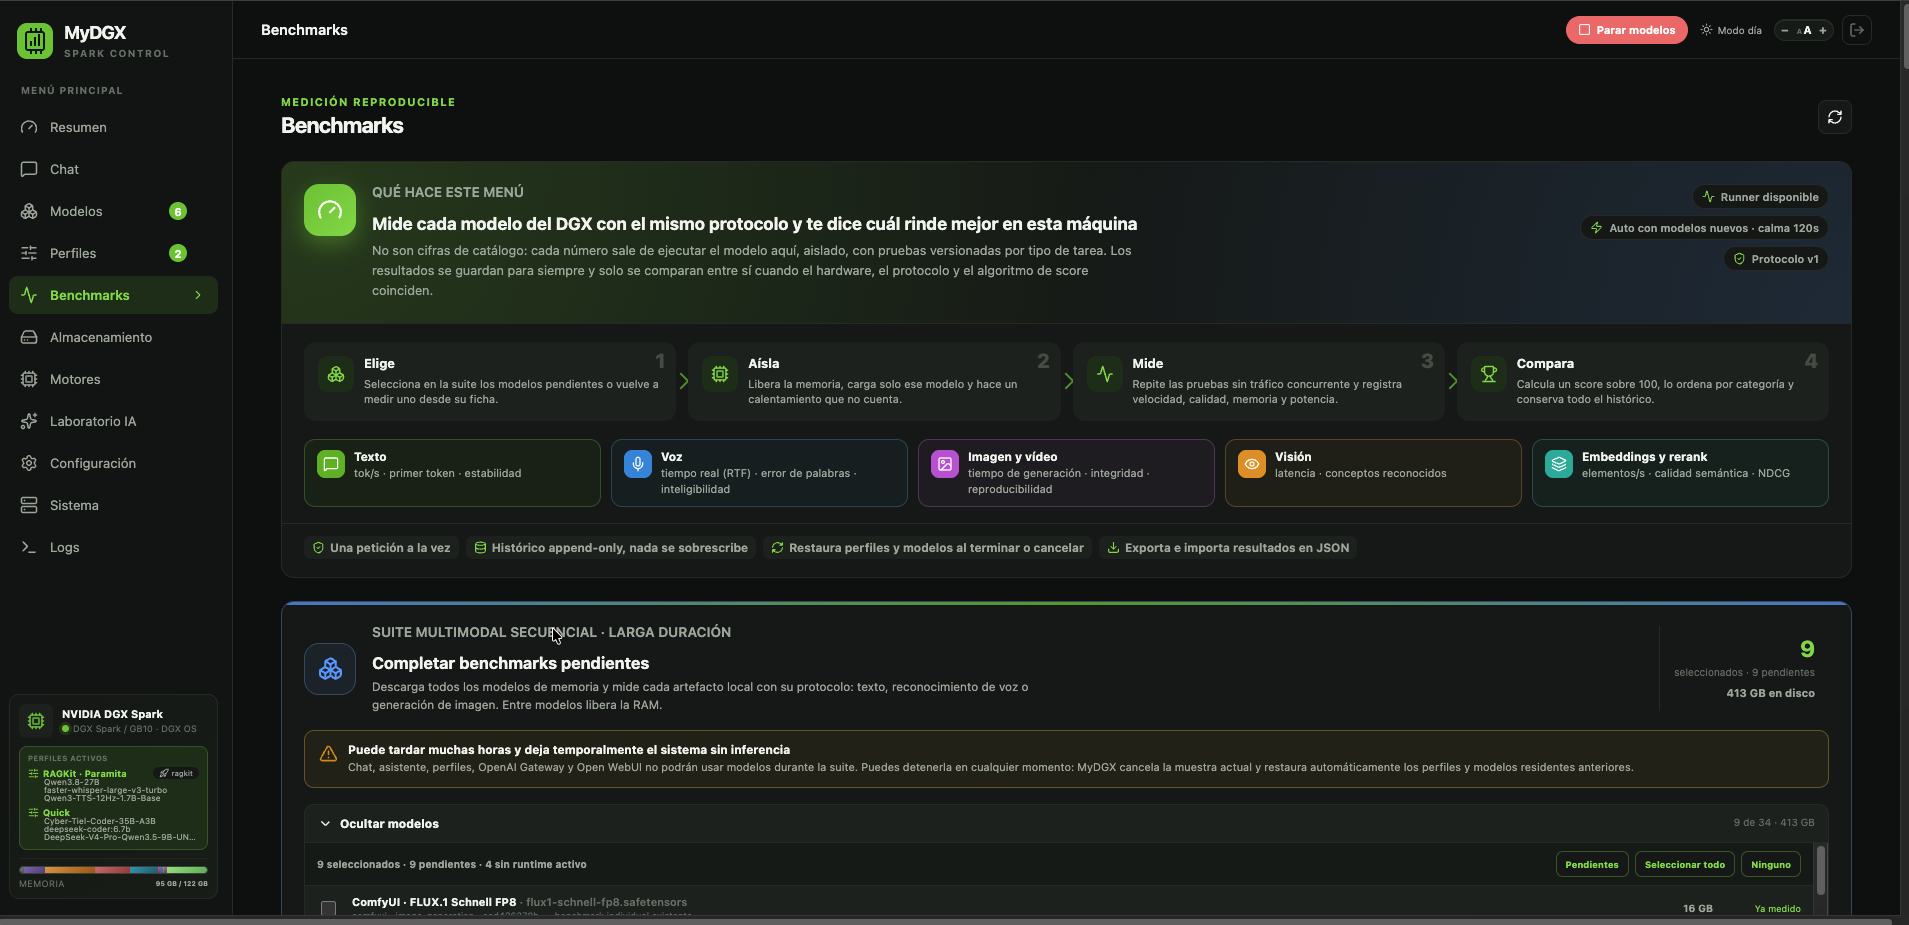 MyDGX
SPARK CONTROL
MENÚ PRINCIPAL
Resumen
Chat
Modelos 6
Perfiles 2
Benchmarks
Almacenamiento
Motores
Laboratorio IA
Configuración
Sistema
Logs
NVIDIA DGX Spark
DGX Spark / GB10 · DGX OS
PERFILES ACTIVOS
RAGKit · Paramita ragkit
Qwen3.8-27B
faster-whisper-large-v3-turbo
Qwen3-TTS-12Hz-1.7B-Base
Quick
Cyber-Tiel-Coder-35B-A3B
deepseek-coder:6.7b
DeepSeek-V4-Pro-Qwen3.5-9B-UN...
MEMORIA 95 GB / 122 GB
Benchmarks
Parar modelos
Modo día
− AA +
MEDICIÓN REPRODUCIBLE
Benchmarks
QUÉ HACE ESTE MENÚ
Mide cada modelo del DGX con el mismo protocolo y te dice cuál rinde mejor en esta máquina
No son cifras de catálogo: cada número sale de ejecutar el modelo aquí, aislado, con pruebas versionadas por tipo de tarea. Los
resultados se guardan para siempre y solo se comparan entre sí cuando el hardware, el protocolo y el algoritmo de score
coinciden.
Runner disponible
Auto con modelos nuevos · calma 120s
Protocolo v1
Elige 1
Selecciona en la suite los modelos pendientes o vuelve a
medir uno desde su ficha.
Aísla 2
Libera la memoria, carga solo ese modelo y hace un
calentamiento que no cuenta.
Mide 3
Repite las pruebas sin tráfico concurrente y registra
velocidad, calidad, memoria y potencia.
Compara 4
Calcula un score sobre 100, lo ordena por categoría y
conserva todo el histórico.
Texto
tok/s · primer token · estabilidad
Voz
tiempo real (RTF) · error de palabras ·
inteligibilidad
Imagen y vídeo
tiempo de generación · integridad ·
reproducibilidad
Visión
latencia · conceptos reconocidos
Embeddings y rerank
elementos/s · calidad semántica · NDCG
Una petición a la vez
Histórico append-only, nada se sobrescribe
Restaura perfiles y modelos al terminar o cancelar
Exporta e importa resultados en JSON
SUITE MULTIMODAL SECUENCIAL · LARGA DURACIÓN
Completar benchmarks pendientes
Descarga todos los modelos de memoria y mide cada artefacto local con su protocolo: texto, reconocimiento de voz o
generación de imagen. Entre modelos libera la RAM.
9
seleccionados · 9 pendientes
413 GB en disco
Puede tardar muchas horas y deja temporalmente el sistema sin inferencia
Chat, asistente, perfiles, OpenAI Gateway y Open WebUI no podrán usar modelos durante la suite. Puedes detenerla en cualquier momento: MyDGX cancela la muestra actual y restaura automáticamente los perfiles y modelos residentes anteriores.
Ocultar modelos 9 de 34 · 413 GB
9 seleccionados · 9 pendientes · 4 sin runtime activo
Pendientes
Seleccionar todo
Ninguno
ComfyUI · FLUX.1 Schnell FP8 · flux1-schnell-fp8.safetensors
16 GB
Ya medido